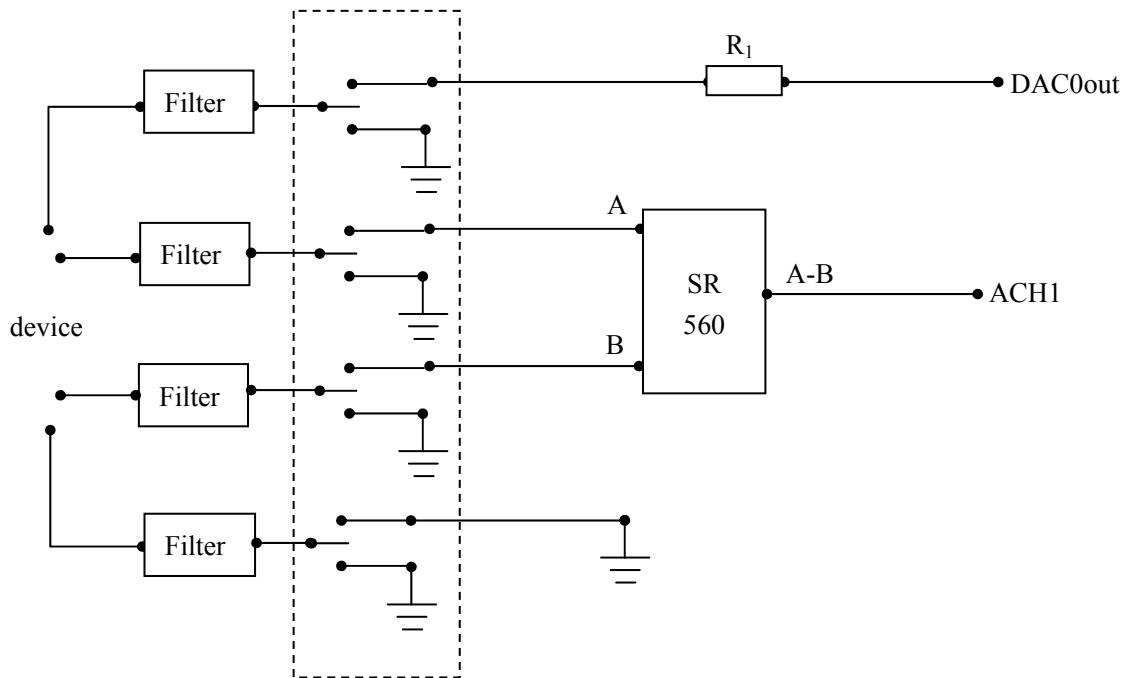 R₁
Filter
DAC0out
A
Filter
SR
560
A-B
ACH1
device
B
Filter
Filter